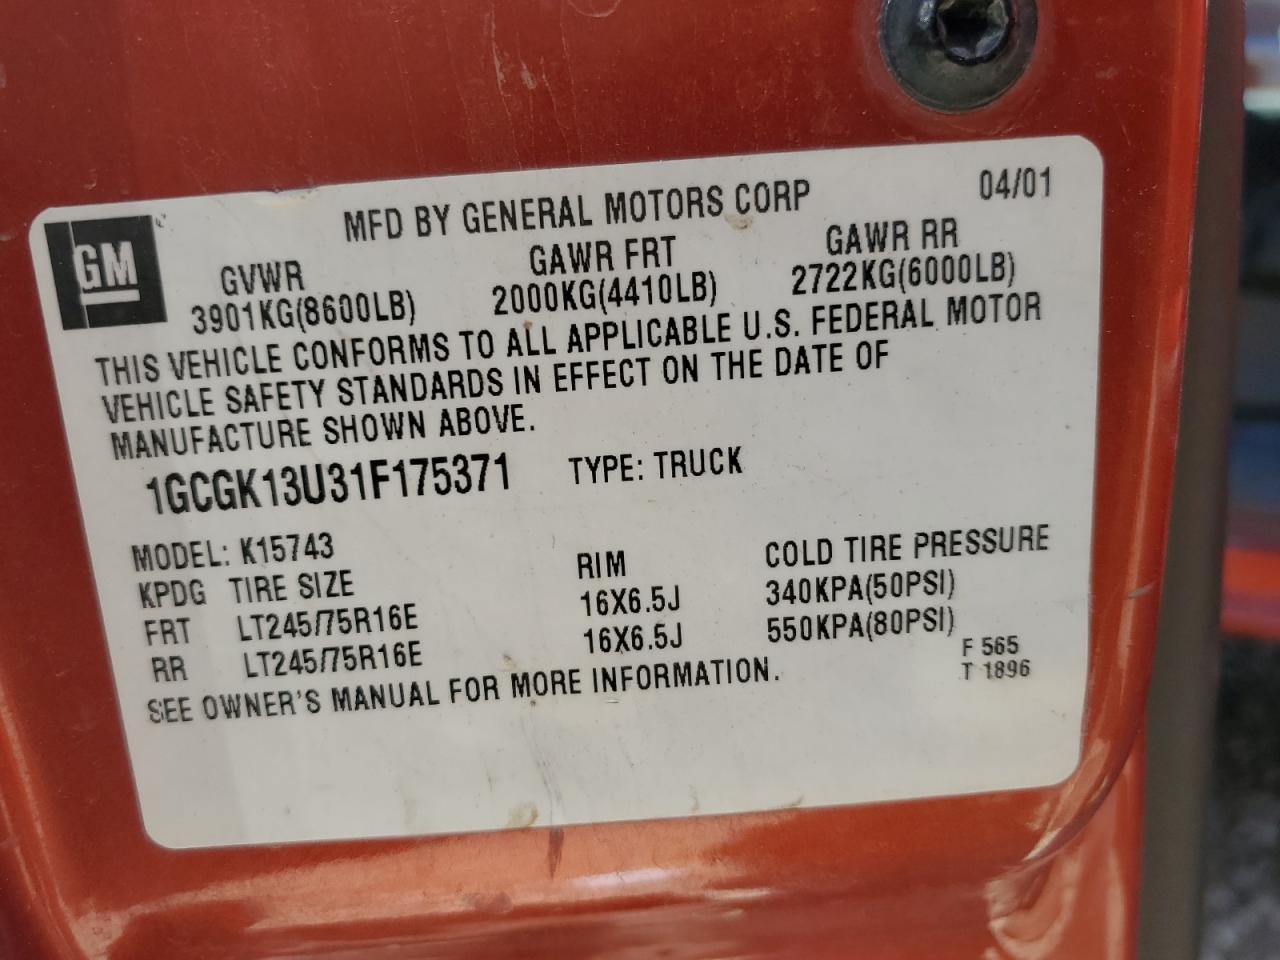 GM
MFD BY GENERAL MOTORS CORP 04/01
GVWR GAWR FRT GAWR RR
3901KG(8600LB) 2000KG(4410LB) 2722KG(6000LB)
THIS VEHICLE CONFORMS TO ALL APPLICABLE U.S. FEDERAL MOTOR
VEHICLE SAFETY STANDARDS IN EFFECT ON THE DATE OF
MANUFACTURE SHOWN ABOVE.
1GCGK13U31F175371 TYPE: TRUCK
MODEL: K15743
KPDG TIRE SIZE RIM COLD TIRE PRESSURE
FRT LT245/75R16E 16X6.5J 340KPA(50PSI)
RR LT245/75R16E 16X6.5J 550KPA(80PSI)
SEE OWNER'S MANUAL FOR MORE INFORMATION.
F 565
T 1896